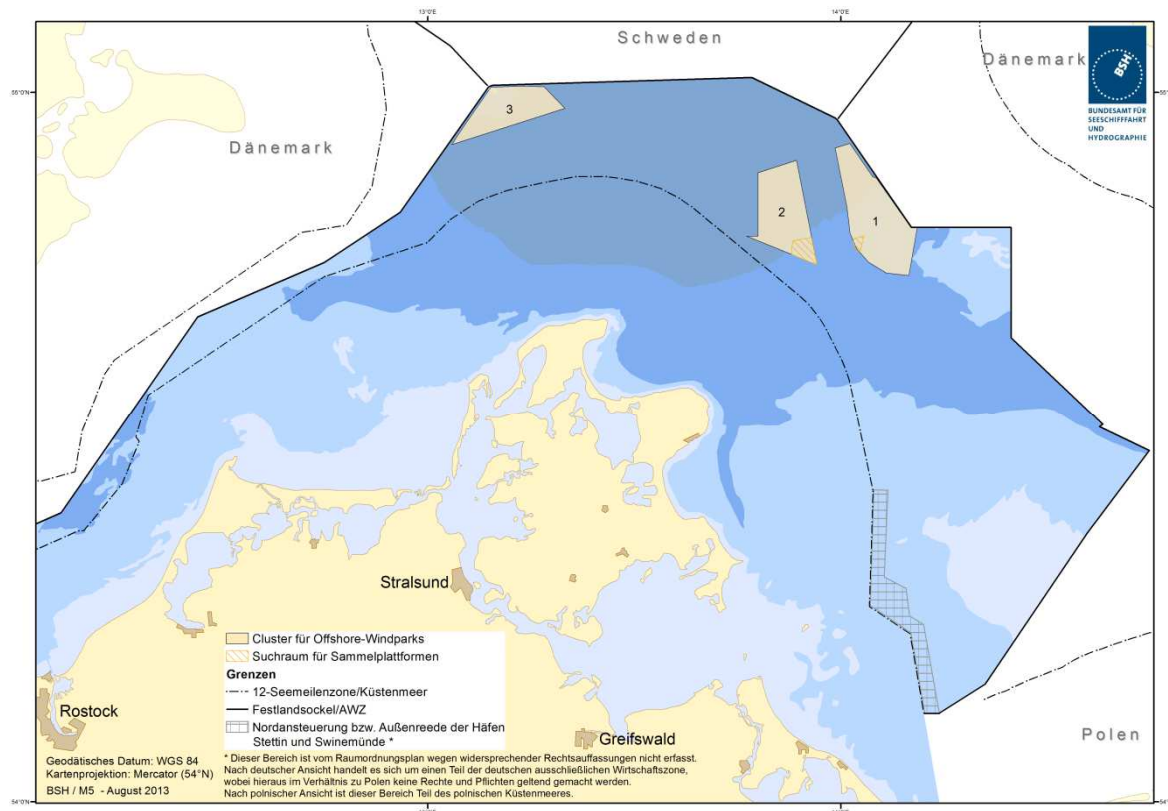 13°0'E
14°0'E
Schweden
Dänemark
Dänemark
55°0'N
BSH
BUNDESAMT FÜR
SEESCHIFFFAHRT
UND
HYDROGRAPHIE
3
2
1
Stralsund
Cluster für Offshore-Windparks
Suchraum für Sammelplattformen
Grenzen
12-Seemeilenzone/Küstenmeer
Festlandsockel/AWZ
Nordansteuerung bzw. Außenreede der Häfen
Stettin und Swinemünde *
Rostock
Greifswald
Polen
Geodätisches Datum: WGS 84
Kartenprojektion: Mercator (54°N)
BSH / M5 - August 2013
* Dieser Bereich ist vom Raumordnungsplan wegen widersprechender Rechtsauffassungen nicht erfasst.
Nach deutscher Ansicht handelt es sich um einen Teil der deutschen ausschließlichen Wirtschaftszone,
wobei hieraus im Verhältnis zu Polen keine Rechte und Pflichten geltend gemacht werden.
Nach polnischer Ansicht ist dieser Bereich Teil des polnischen Küstenmeeres.
54°0'N